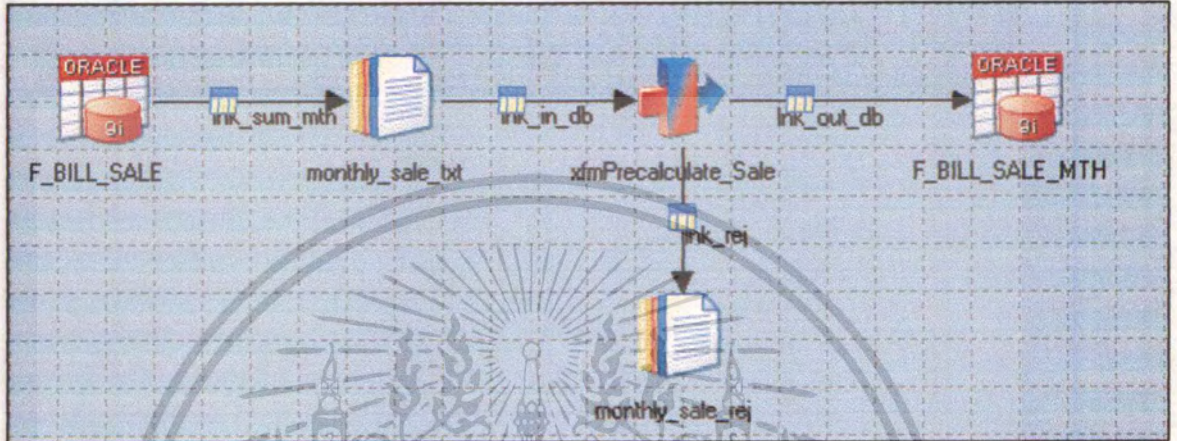 ORACLE
9i
F_BILL_SALE
lnk_sum_mth
monthly_sale_txt
lnk_in_db
xfmPrecalculate_Sale
lnk_out_db
ORACLE
9i
F_BILL_SALE_MTH
lnk_rej
monthly_sale_rej